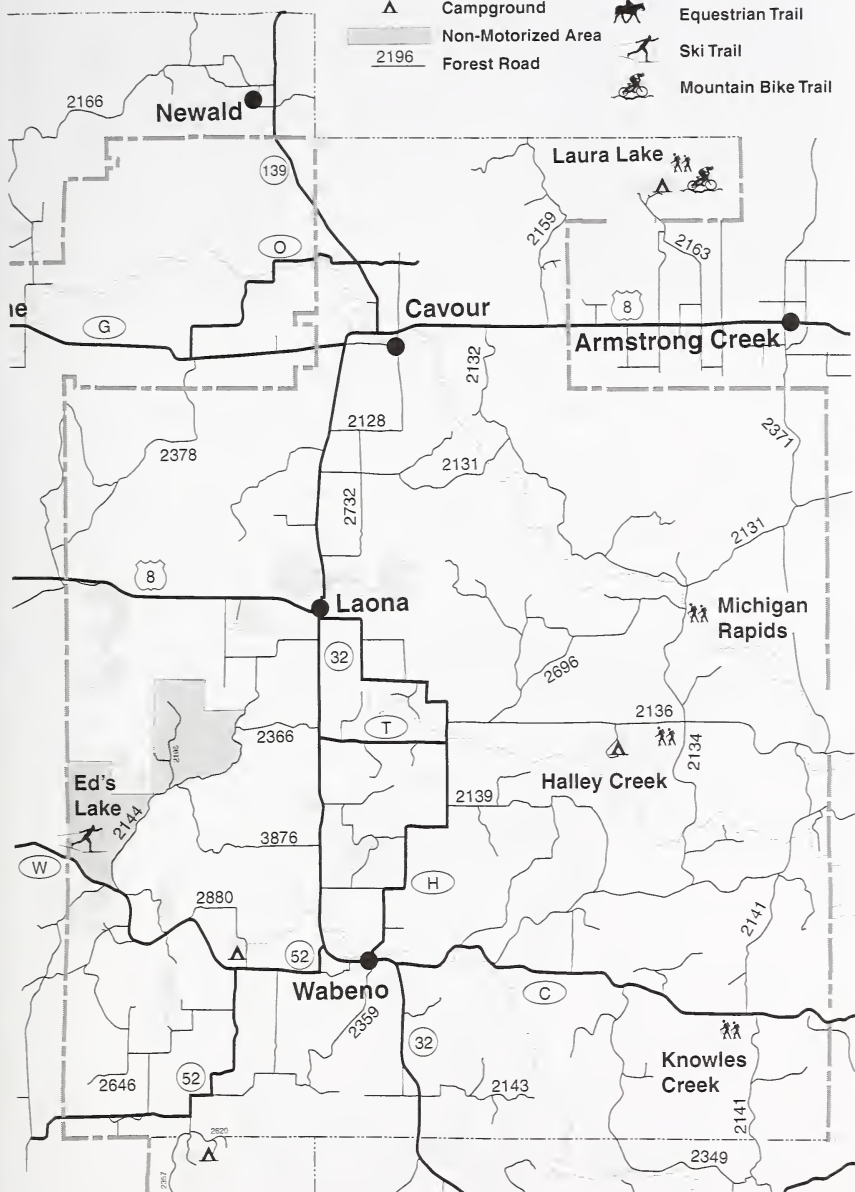 Campground
Non-Motorized Area
2196
Forest Road
Equestrian Trail
Ski Trail
Mountain Bike Trail
2166
Newald
139
Laura Lake
2159
2163
O
ne
G
8
Cavour
Armstrong Creek
2132
2128
2378
2131
2371
2732
2131
8
Laona
Michigan
Rapids
32
2696
2136
2366
T
2134
Ed's
Lake
Halley Creek
2144
2139
3876
W
H
2880
2141
52
Wabeno
C
2359
32
Knowles
Creek
2646
52
2143
2141
2620
2349
2357